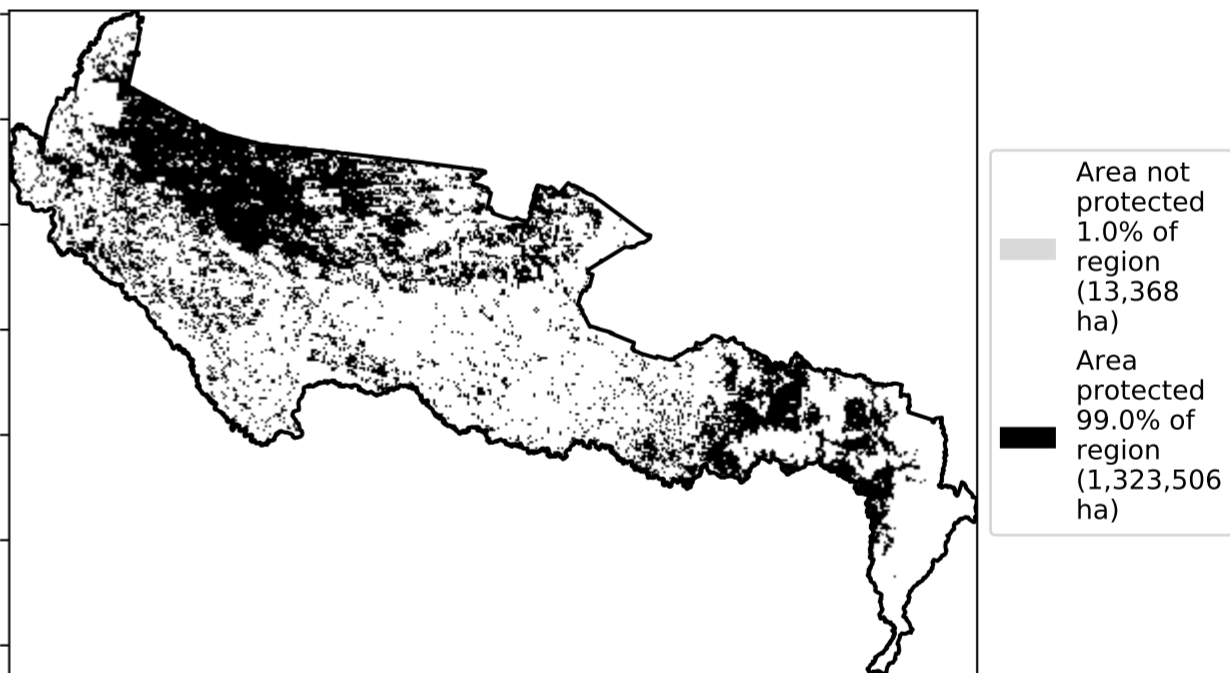 Area not
protected
1.0% of
region
(13,368
ha)
Area
protected
99.0% of
region
(1,323,506
ha)